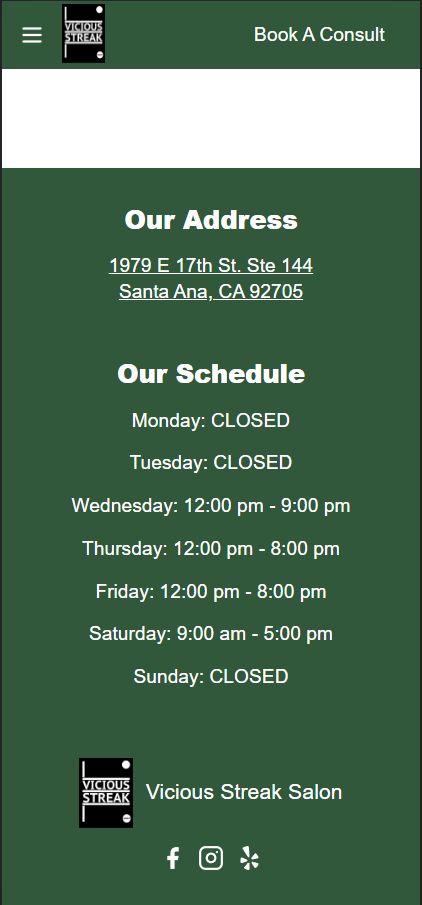 VICIOUS
STREAK
Book A Consult
Our Address
1979 E 17th St. Ste 144
Santa Ana, CA 92705
Our Schedule
Monday: CLOSED
Tuesday: CLOSED
Wednesday: 12:00 pm - 9:00 pm
Thursday: 12:00 pm - 8:00 pm
Friday: 12:00 pm - 8:00 pm
Saturday: 9:00 am - 5:00 pm
Sunday: CLOSED
VICIOUS
STREAK
Vicious Streak Salon